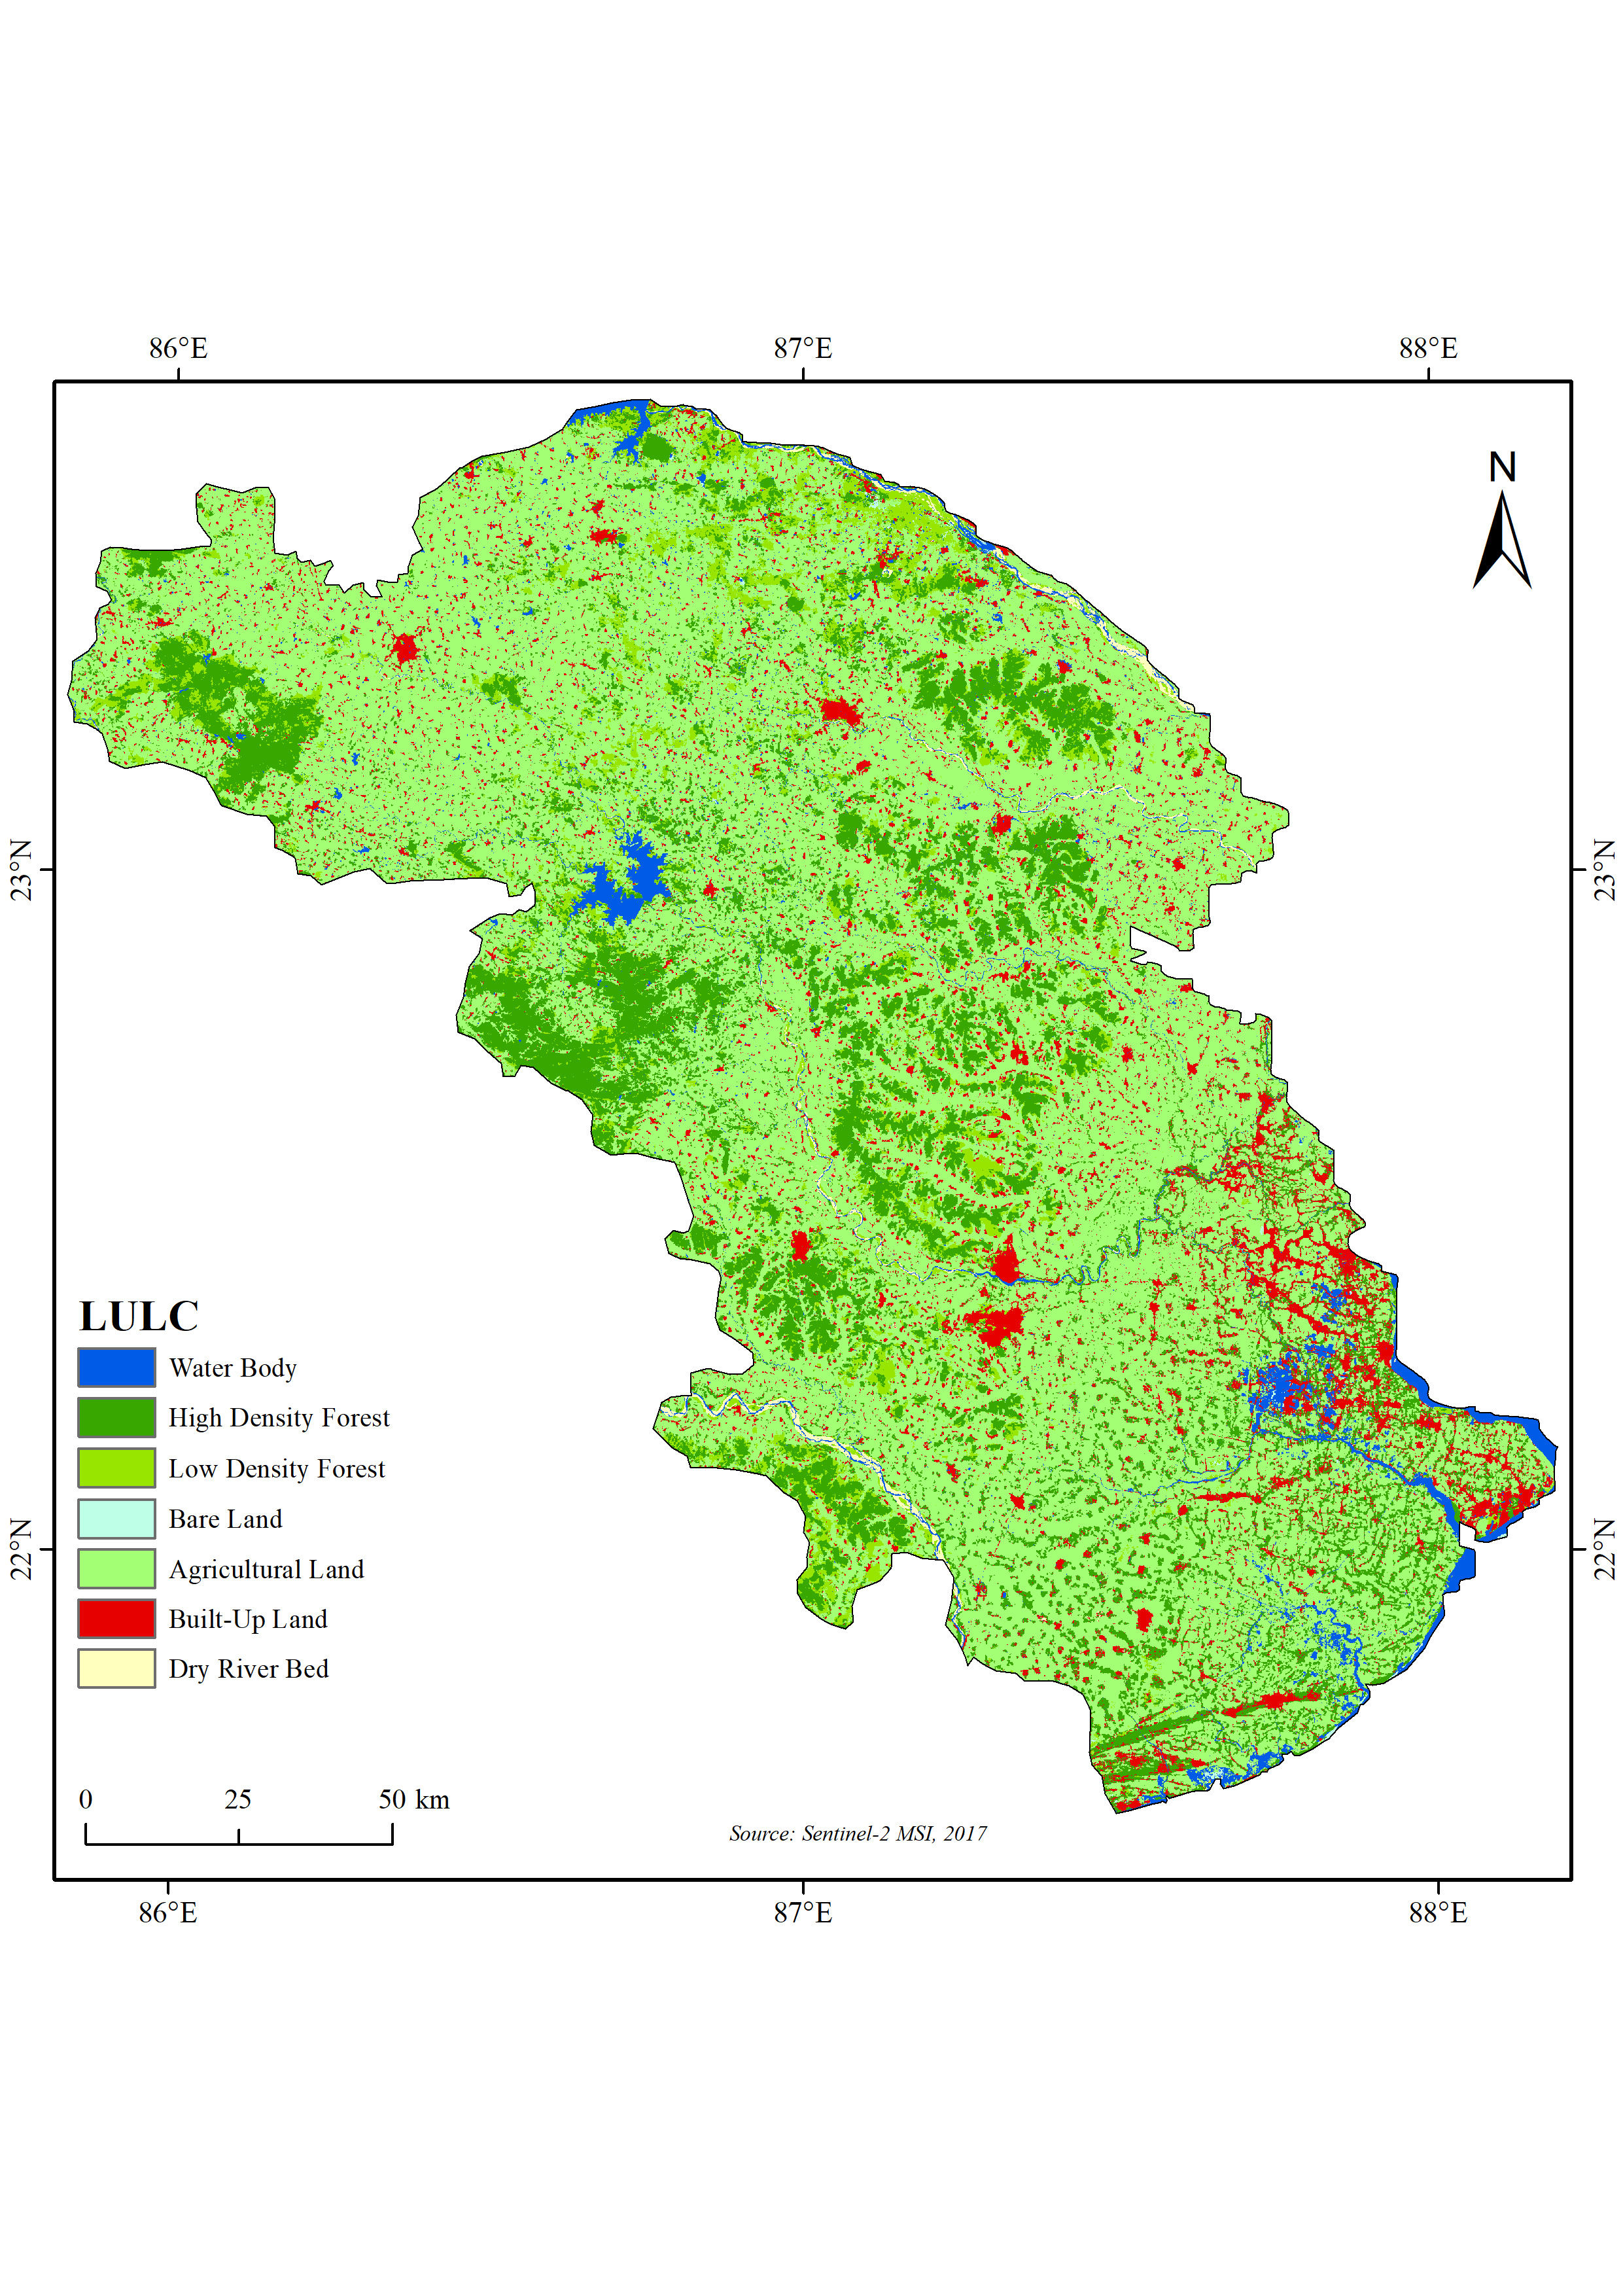 86°E
87°E
88°E
N
23°N
23°N
LULC
Water Body
High Density Forest
Low Density Forest
Bare Land
Agricultural Land
Built-Up Land
Dry River Bed
22°N
22°N
0 25 50 km
Source: Sentinel-2 MSI, 2017
86°E
87°E
88°E